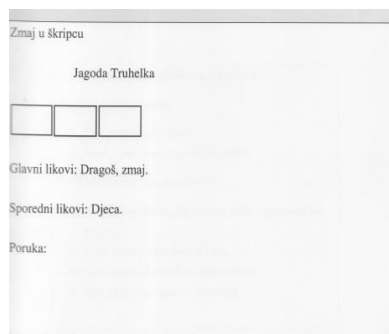 Zmaj u škripcu
Jagoda Truhelka
Glavni likovi: Dragoš, zmaj.
Sporedni likovi: Djeca.
Poruka: